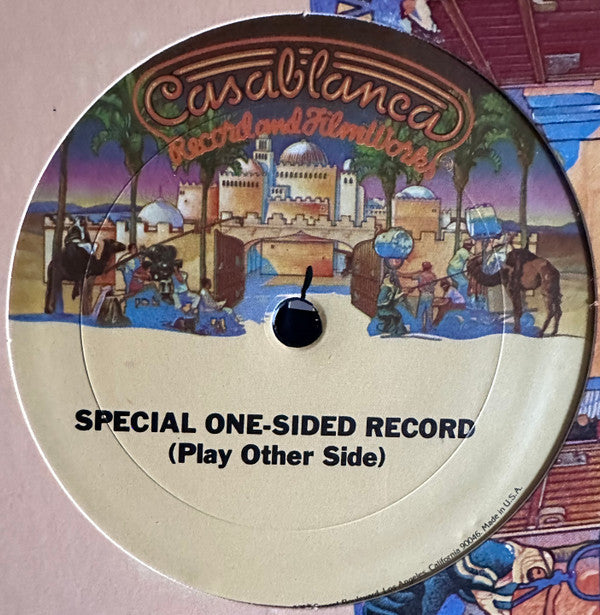 Casablanca
Record and FilmWorks
SPECIAL ONE-SIDED RECORD
(Play Other Side)
Los Angeles, California 90046. Made in U.S.A.